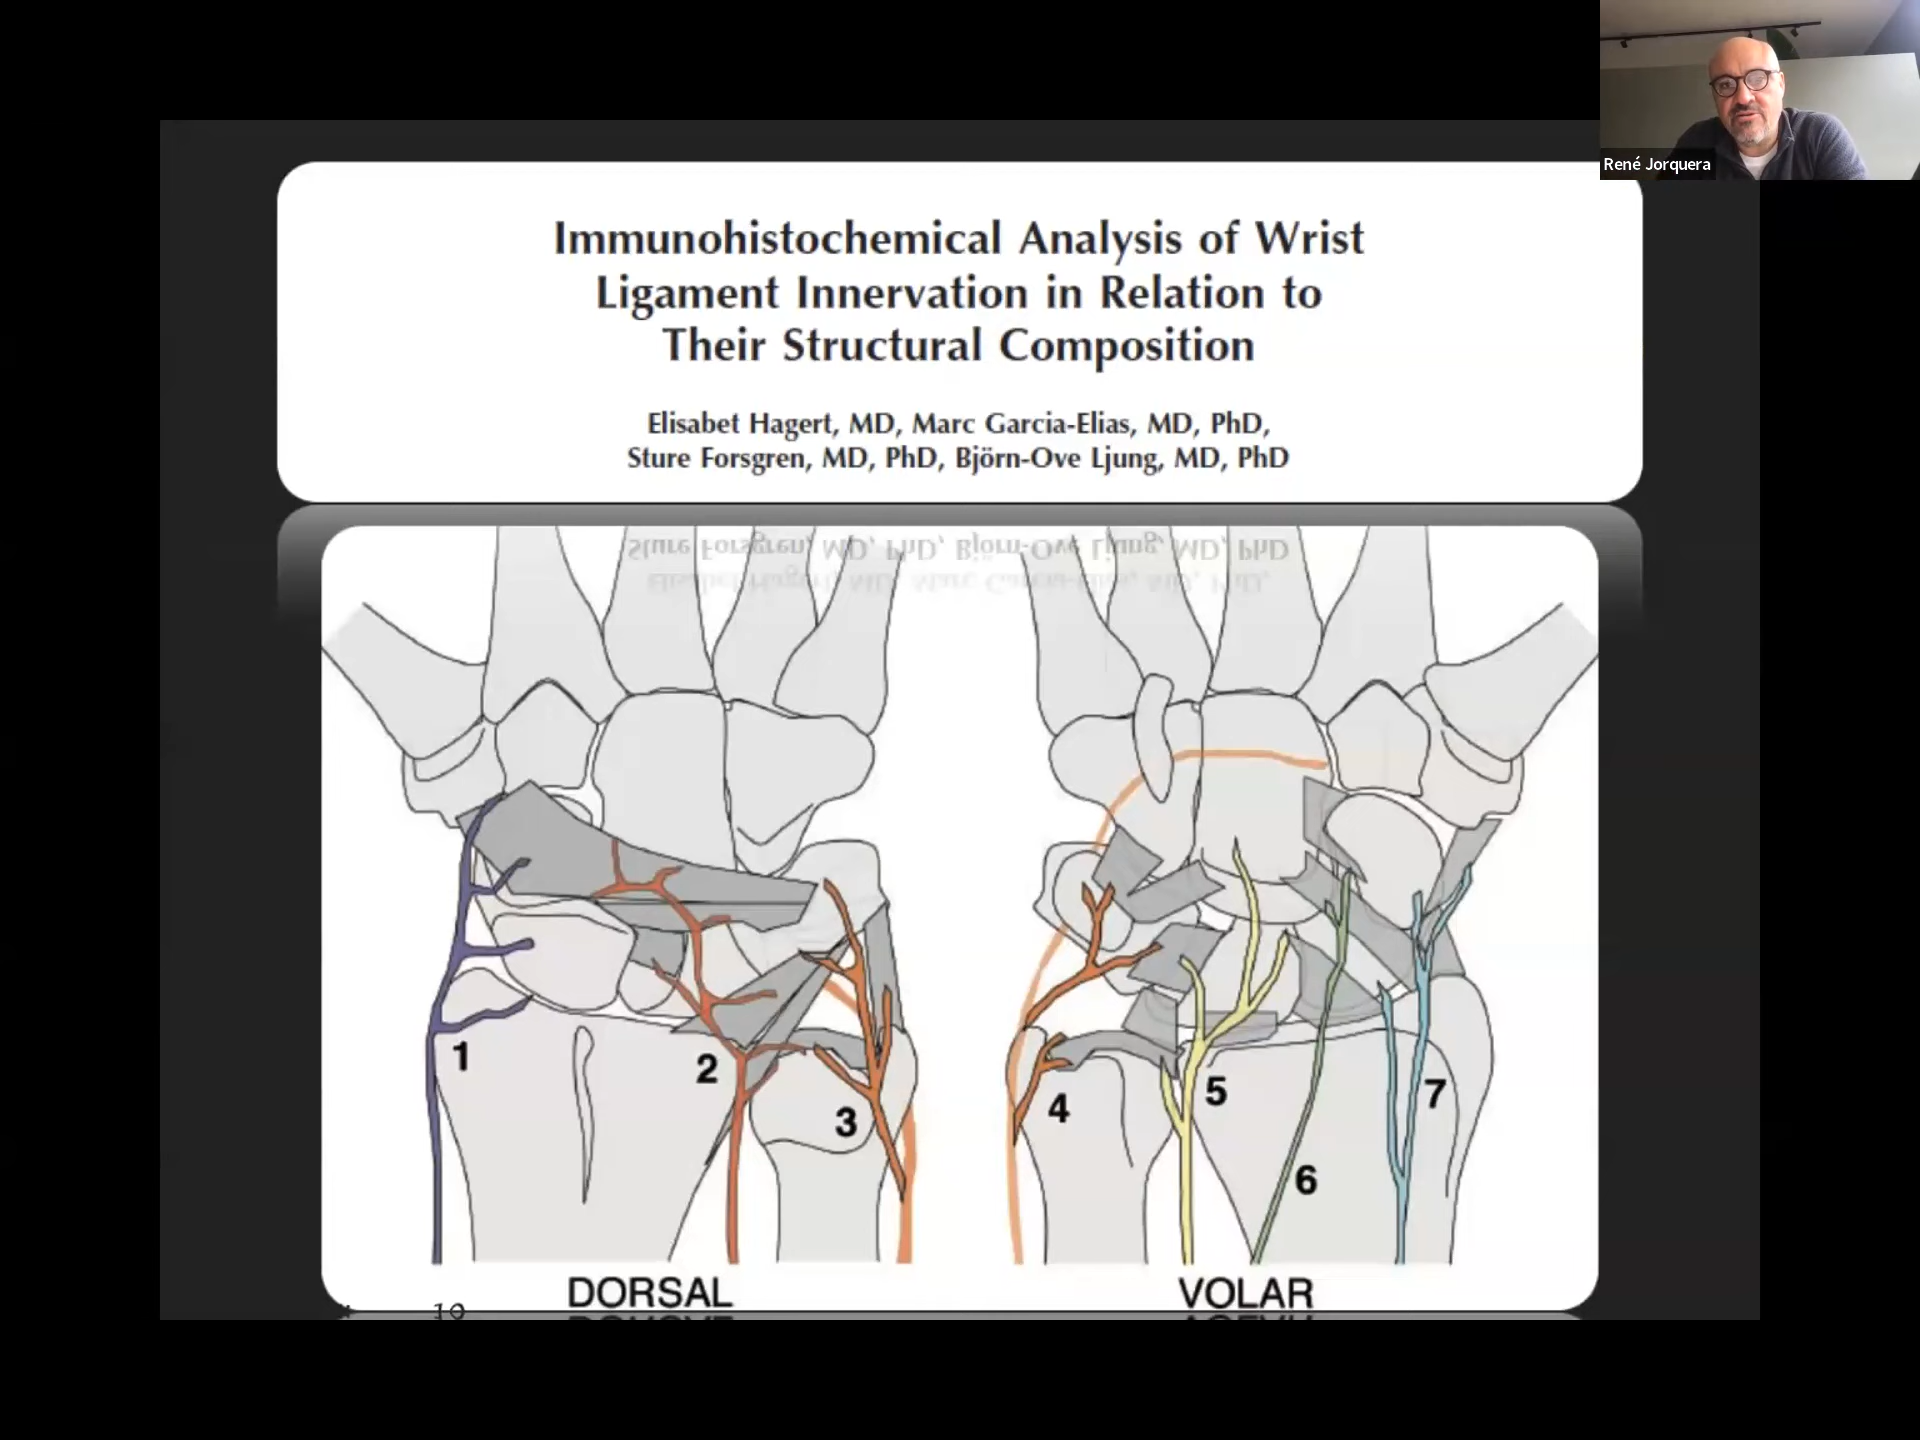 René Jorquera
Immunohistochemical Analysis of Wrist
Ligament Innervation in Relation to
Their Structural Composition
Elisabet Hagert, MD, Marc Garcia-Elias, MD, PhD,
Sture Forsgren, MD, PhD, Björn-Ove Ljung, MD, PhD
1
2
3
4
5
6
7
DORSAL
VOLAR
10